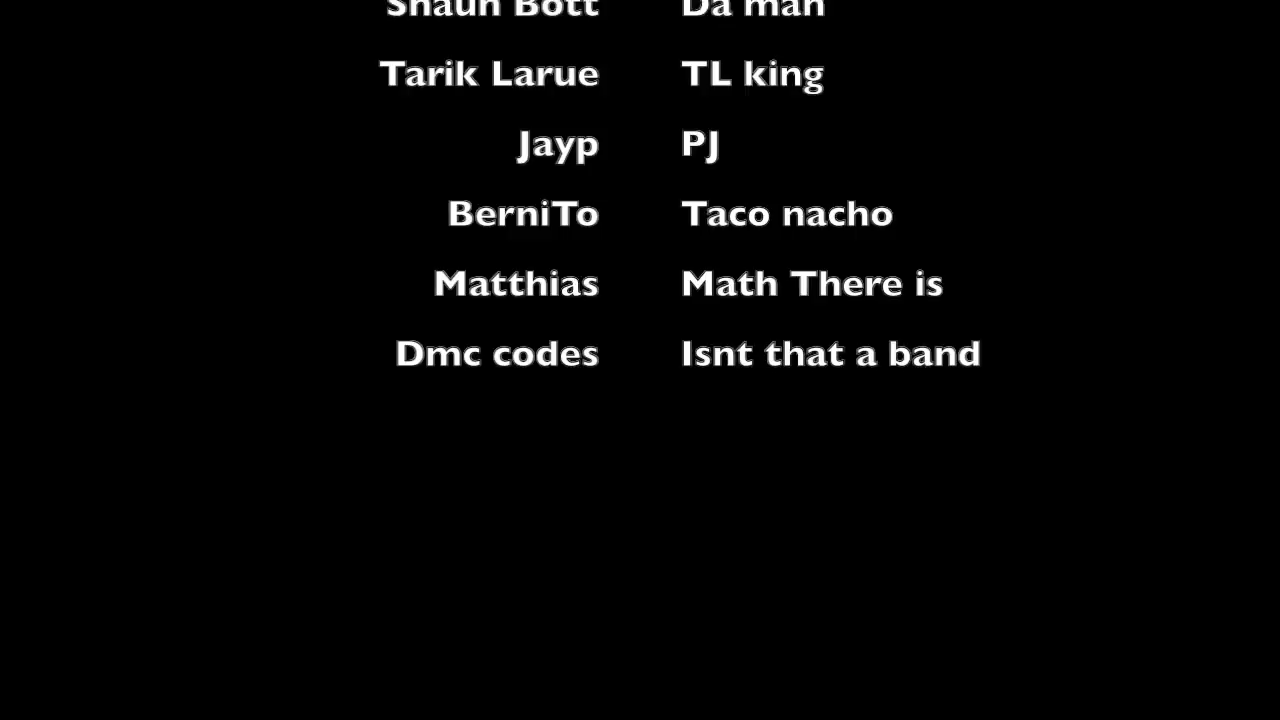 Shaun Bott Da man
Tarik Larue TL king
Jayp PJ
BerniTo Taco nacho
Matthias Math There is
Dmc codes Isnt that a band